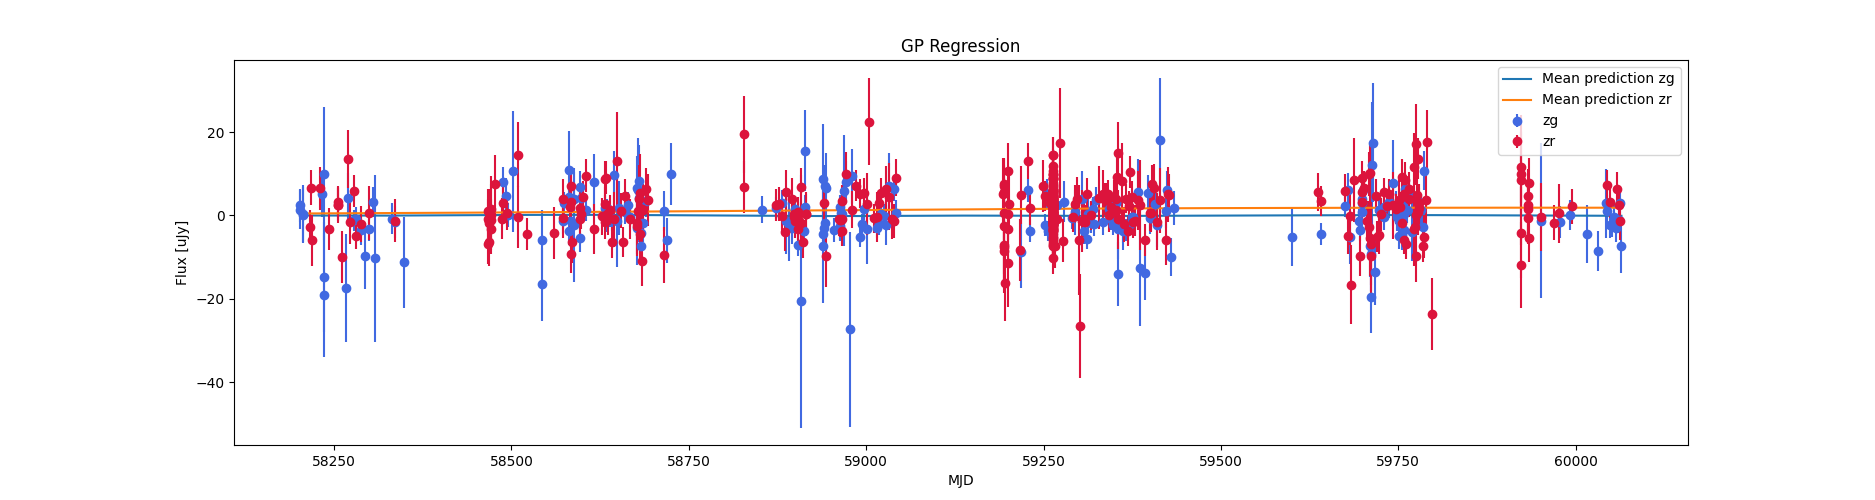 GP Regression
Flux [uJy]
20
0
−20
−40
Mean prediction zg
Mean prediction zr
zg
zr
58250
58500
58750
59000
59250
59500
59750
60000
MJD